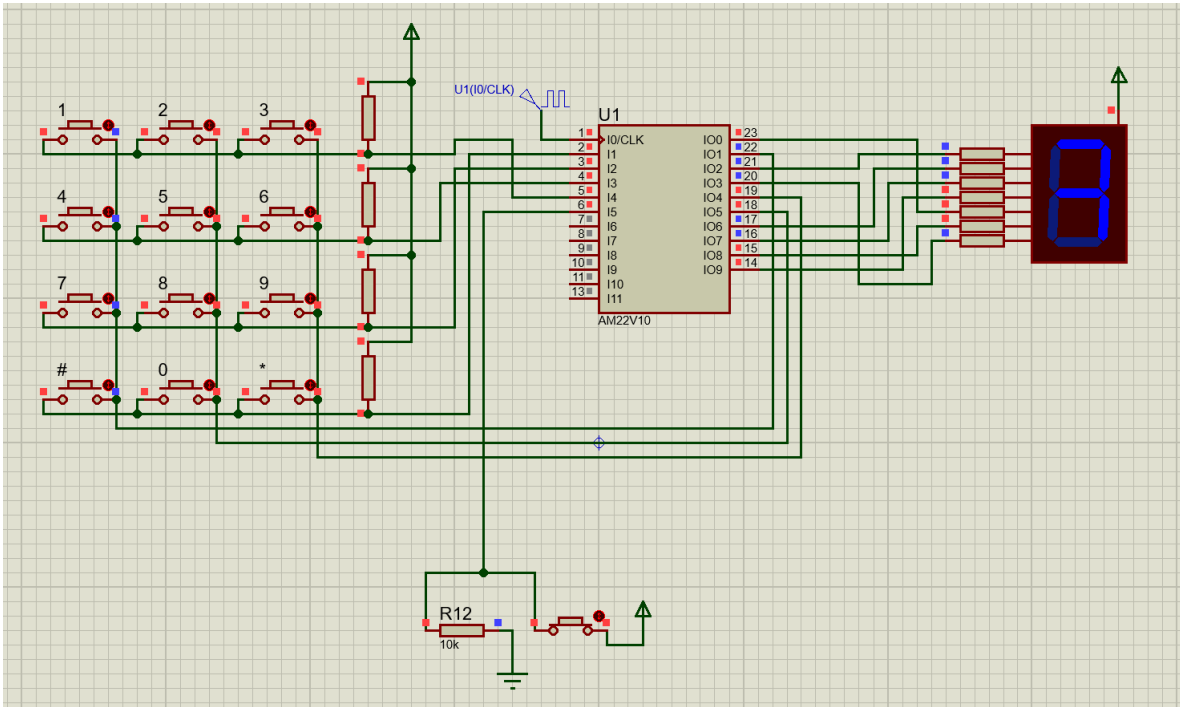 U1(I0/CLK)
U1
1 2 3
4 5 6
7 8 9
# 0 *
1 I0/CLK IO0 23
2 I1 IO1 22
3 I2 IO2 21
4 I3 IO3 20
5 I4 IO4 19
6 I5 IO5 18
7 I6 IO6 17
8 I7 IO7 16
9 I8 IO8 15
10 I9 IO9 14
11 I10
13 I11
AM22V10
R12
10k